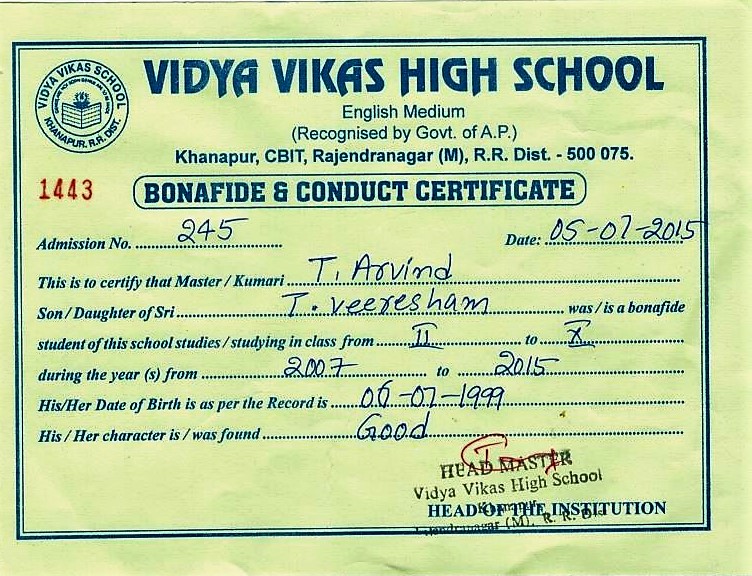 VIDYA VIKAS SCHOOL
KHANAPUR, R.R. DIST.
VIDYA VIKAS HIGH SCHOOL
English Medium
(Recognised by Govt. of A.P.)
Khanapur, CBIT, Rajendranagar (M), R.R. Dist. - 500 075.
1443
BONAFIDE & CONDUCT CERTIFICATE
Admission No. 245 Date: 05-07-2015
This is to certify that Master / Kumari T. Arvind
Son / Daughter of Sri T. veeresham was / is a bonafide
student of this school studies / studying in class from II to X
during the year (s) from 2007 to 2015
His/Her Date of Birth is as per the Record is 06-07-1999
His / Her character is / was found Good
HEAD MASTER
Vidya Vikas High School
Khanapur,
HEAD OF THE INSTITUTION
Rajendranagar (M), R. R. Dist